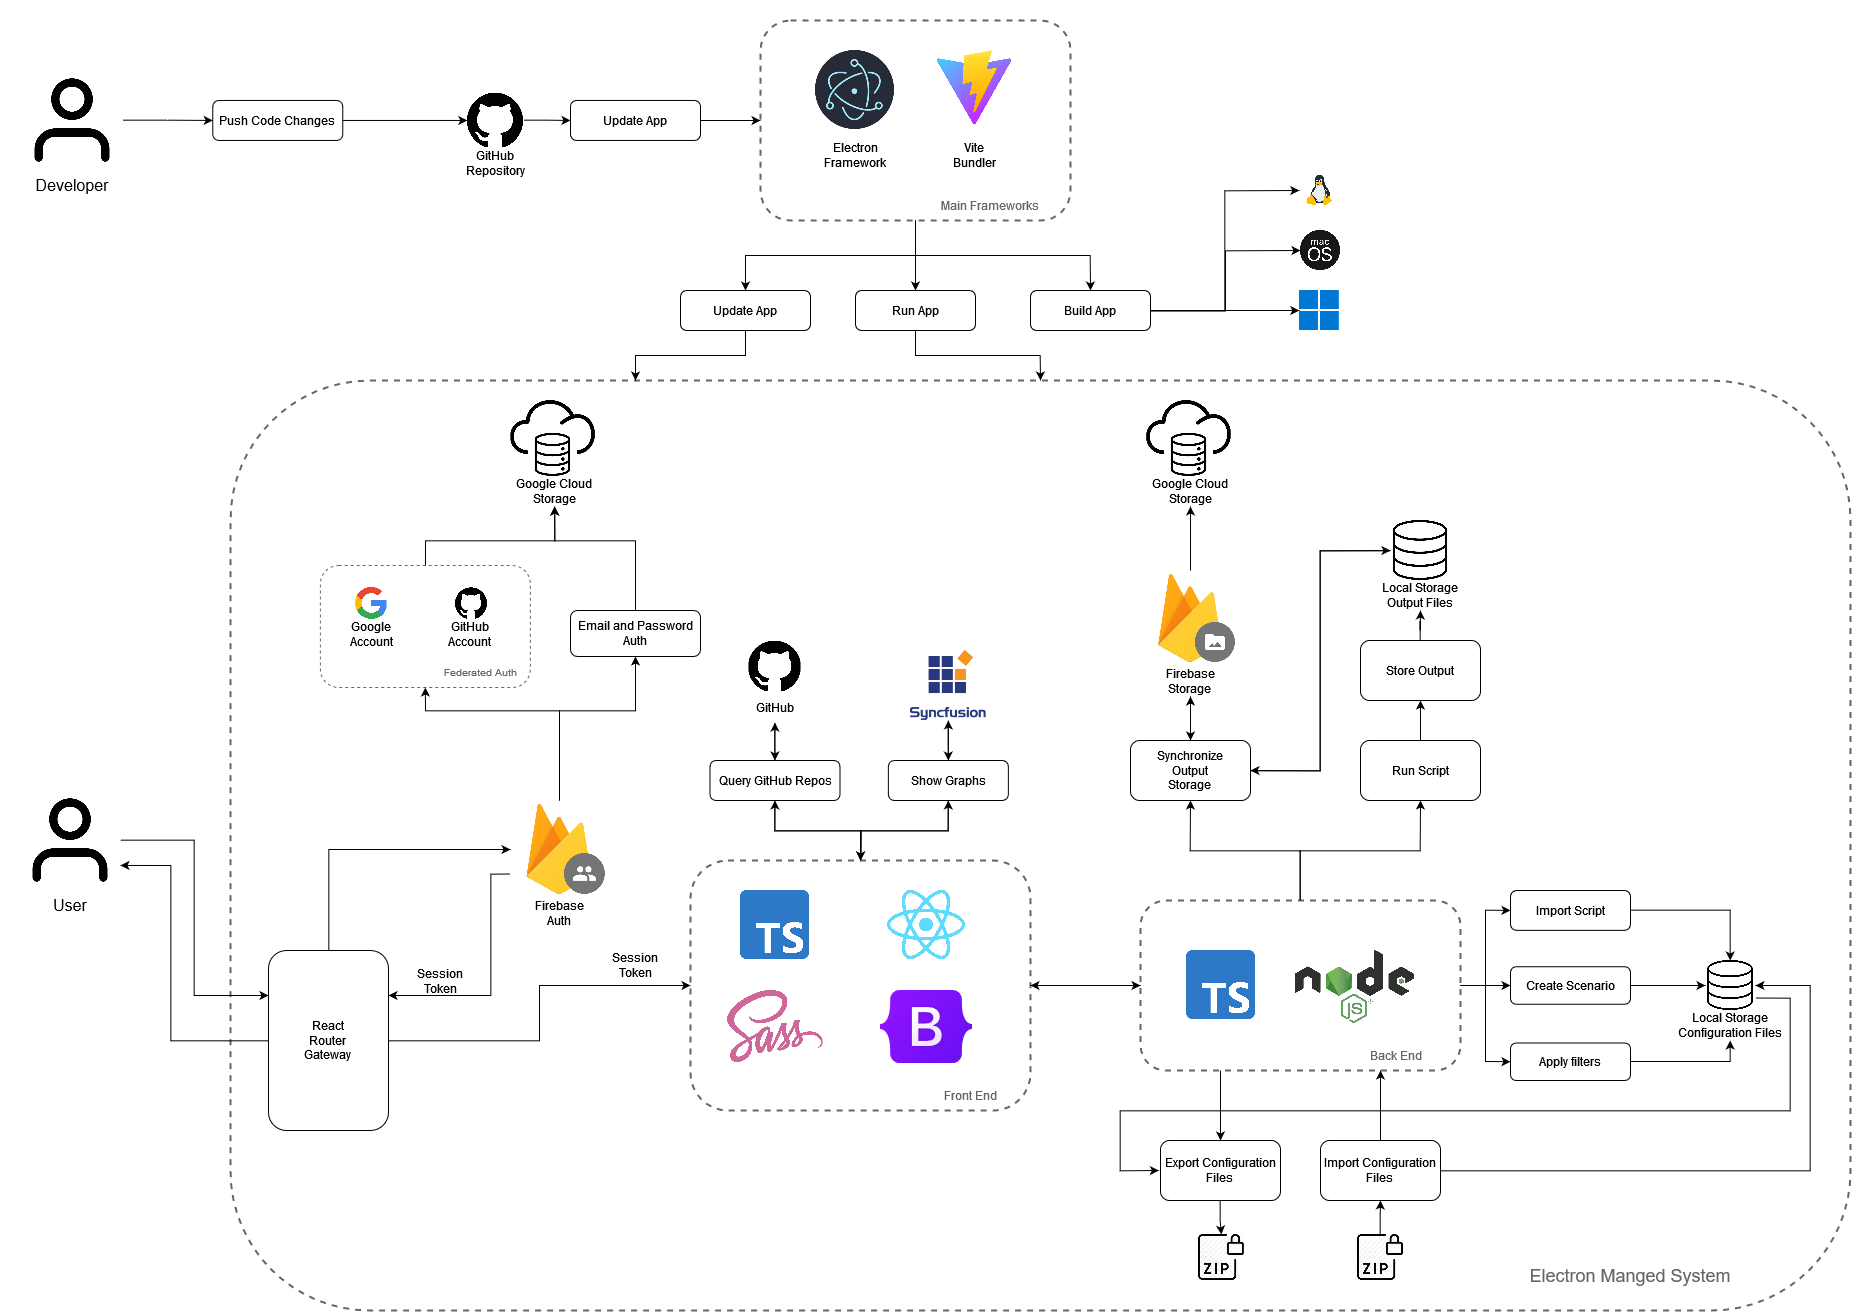 Developer
Push Code Changes
GitHub
Repository
Update App
Electron
Framework
Vite
Bundler
Main Frameworks
Update App
Run App
Build App
mac
OS
Google Cloud
Storage
Google
Account
GitHub
Account
Federated Auth
Email and Password
Auth
GitHub
Syncfusion
Query GitHub Repos
Show Graphs
Google Cloud
Storage
Firebase
Storage
Synchronize
Output
Storage
Local Storage
Output Files
Store Output
Run Script
User
Firebase
Auth
Session
Token
React
Router
Gateway
Session
Token
TS
Sass
B
Front End
TS
node
JS
Back End
Import Script
Create Scenario
Apply filters
Local Storage
Configuration Files
Export Configuration
Files
Import Configuration
Files
ZIP
ZIP
Electron Manged System